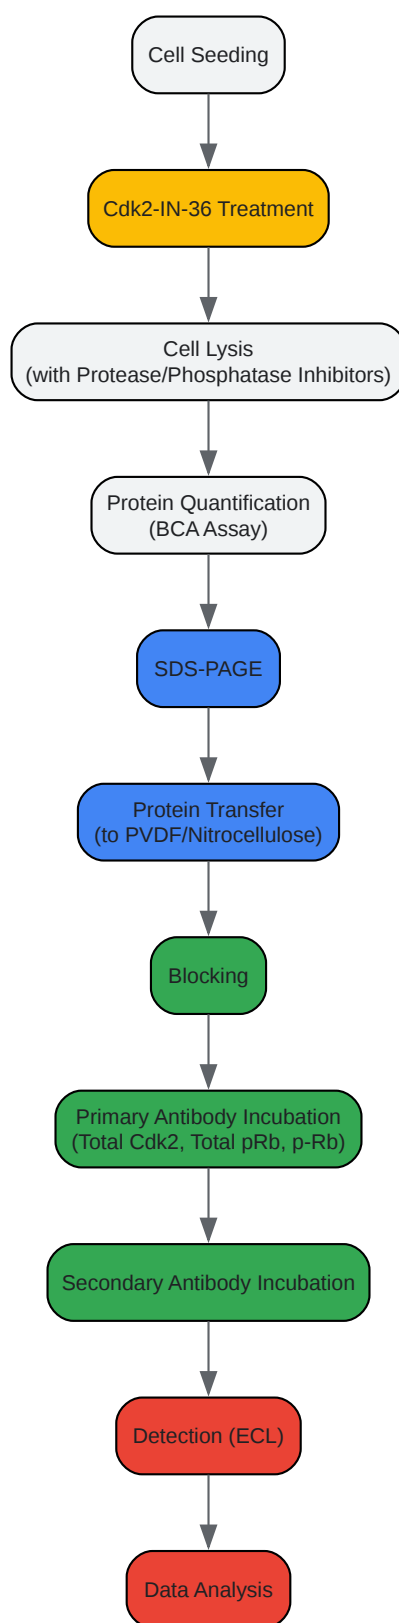 Cell Seeding
Cdk2-IN-36 Treatment
Cell Lysis
(with Protease/Phosphatase Inhibitors)
Protein Quantification
(BCA Assay)
SDS-PAGE
Protein Transfer
(to PVDF/Nitrocellulose)
Blocking
Primary Antibody Incubation
(Total Cdk2, Total pRb, p-Rb)
Secondary Antibody Incubation
Detection (ECL)
Data Analysis